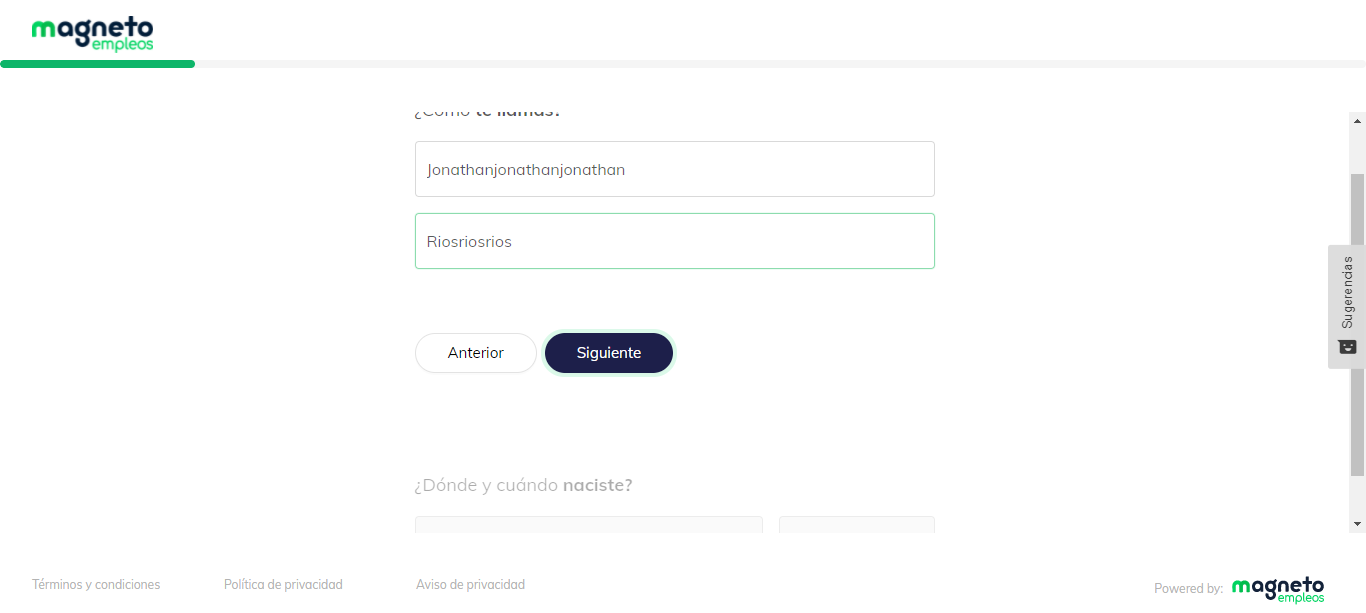 magneto
empleos
¿Cómo te llamas?
Jonathanjonathanjonathan
Riosriosrios
Anterior
Siguiente
Sugerencias
¿Dónde y cuándo naciste?
Términos y condiciones
Política de privacidad
Aviso de privacidad
Powered by:
magneto
empleos